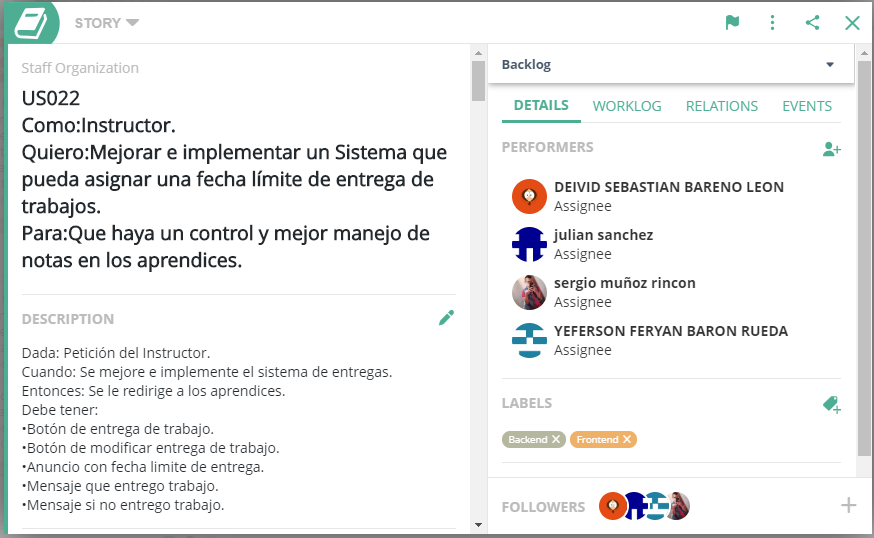 STORY
Staff Organization
US022
Como:Instructor.
Quiero:Mejorar e implementar un Sistema que
pueda asignar una fecha límite de entrega de
trabajos.
Para:Que haya un control y mejor manejo de
notas en los aprendices.
DESCRIPTION
Dada: Petición del Instructor.
Cuando: Se mejore e implemente el sistema de entregas.
Entonces: Se le redirige a los aprendices.
Debe tener:
•Botón de entrega de trabajo.
•Botón de modificar entrega de trabajo.
•Anuncio con fecha limite de entrega.
•Mensaje que entrego trabajo.
•Mensaje si no entrego trabajo.
Backlog
DETAILS WORKLOG RELATIONS EVENTS
PERFORMERS
DEIVID SEBASTIAN BARENO LEON
Assignee
julian sanchez
Assignee
sergio muñoz rincon
Assignee
YEFERSON FERYAN BARON RUEDA
Assignee
LABELS
Backend Frontend
FOLLOWERS